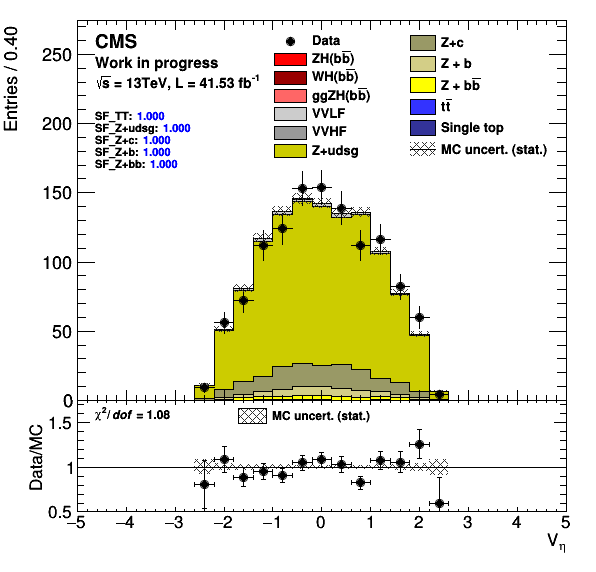 CMS
Work in progress
√s = 13TeV, L = 41.53 fb⁻¹
SF_TT: 1.000
SF_Z+udsg: 1.000
SF_Z+c: 1.000
SF_Z+b: 1.000
SF_Z+bb: 1.000
Data
ZH(bb̅)
WH(bb̅)
ggZH(bb̅)
VVLF
VVHF
Z+udsg
Z+c
Z + b
Z + bb̅
tt̅
Single top
MC uncert. (stat.)
Entries / 0.40
250
200
150
100
50
0
χ²/dof = 1.08
MC uncert. (stat.)
Data/MC
1.5
1
0.5
−5 −4 −3 −2 −1 0 1 2 3 4 5
V_η